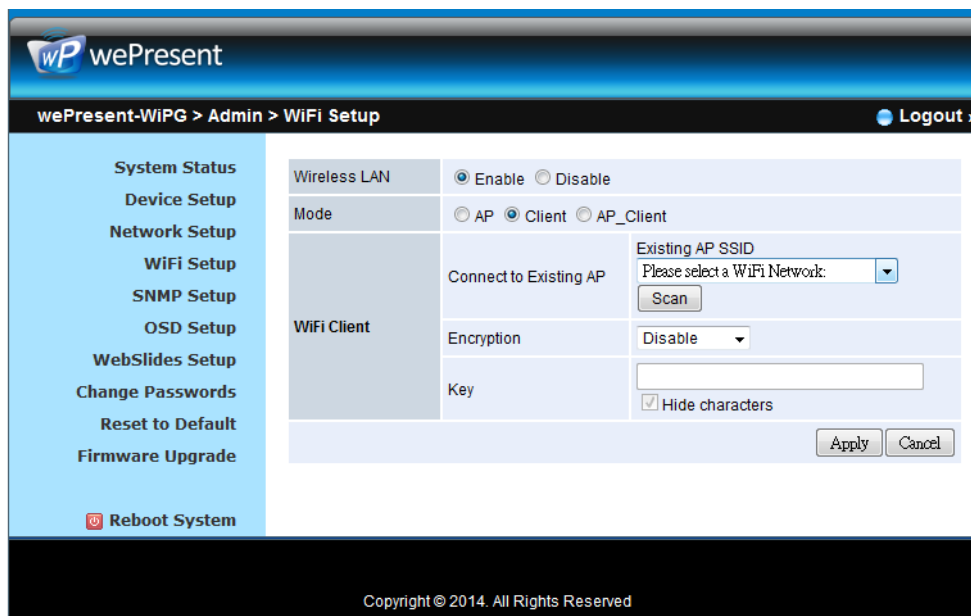 wP wePresent
wePresent-WiPG > Admin > WiFi Setup
Logout
System Status
Device Setup
Network Setup
WiFi Setup
SNMP Setup
OSD Setup
WebSlides Setup
Change Passwords
Reset to Default
Firmware Upgrade
Reboot System
Wireless LAN
Enable Disable
Mode
AP Client AP_Client
WiFi Client
Connect to Existing AP
Existing AP SSID
Please select a WiFi Network:
Scan
Encryption
Disable
Key
Hide characters
Apply Cancel
Copyright © 2014. All Rights Reserved